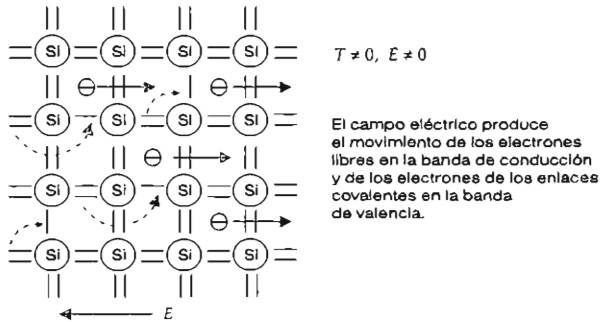 Si Si Si Si
T ≠ 0, E ≠ 0
Si Si Si Si
El campo eléctrico produce
el movimiento de los electrones
libres en la banda de conducción
y de los electrones de los enlaces
covalentes en la banda
de valencia.
Si Si Si Si
Si Si Si Si
E